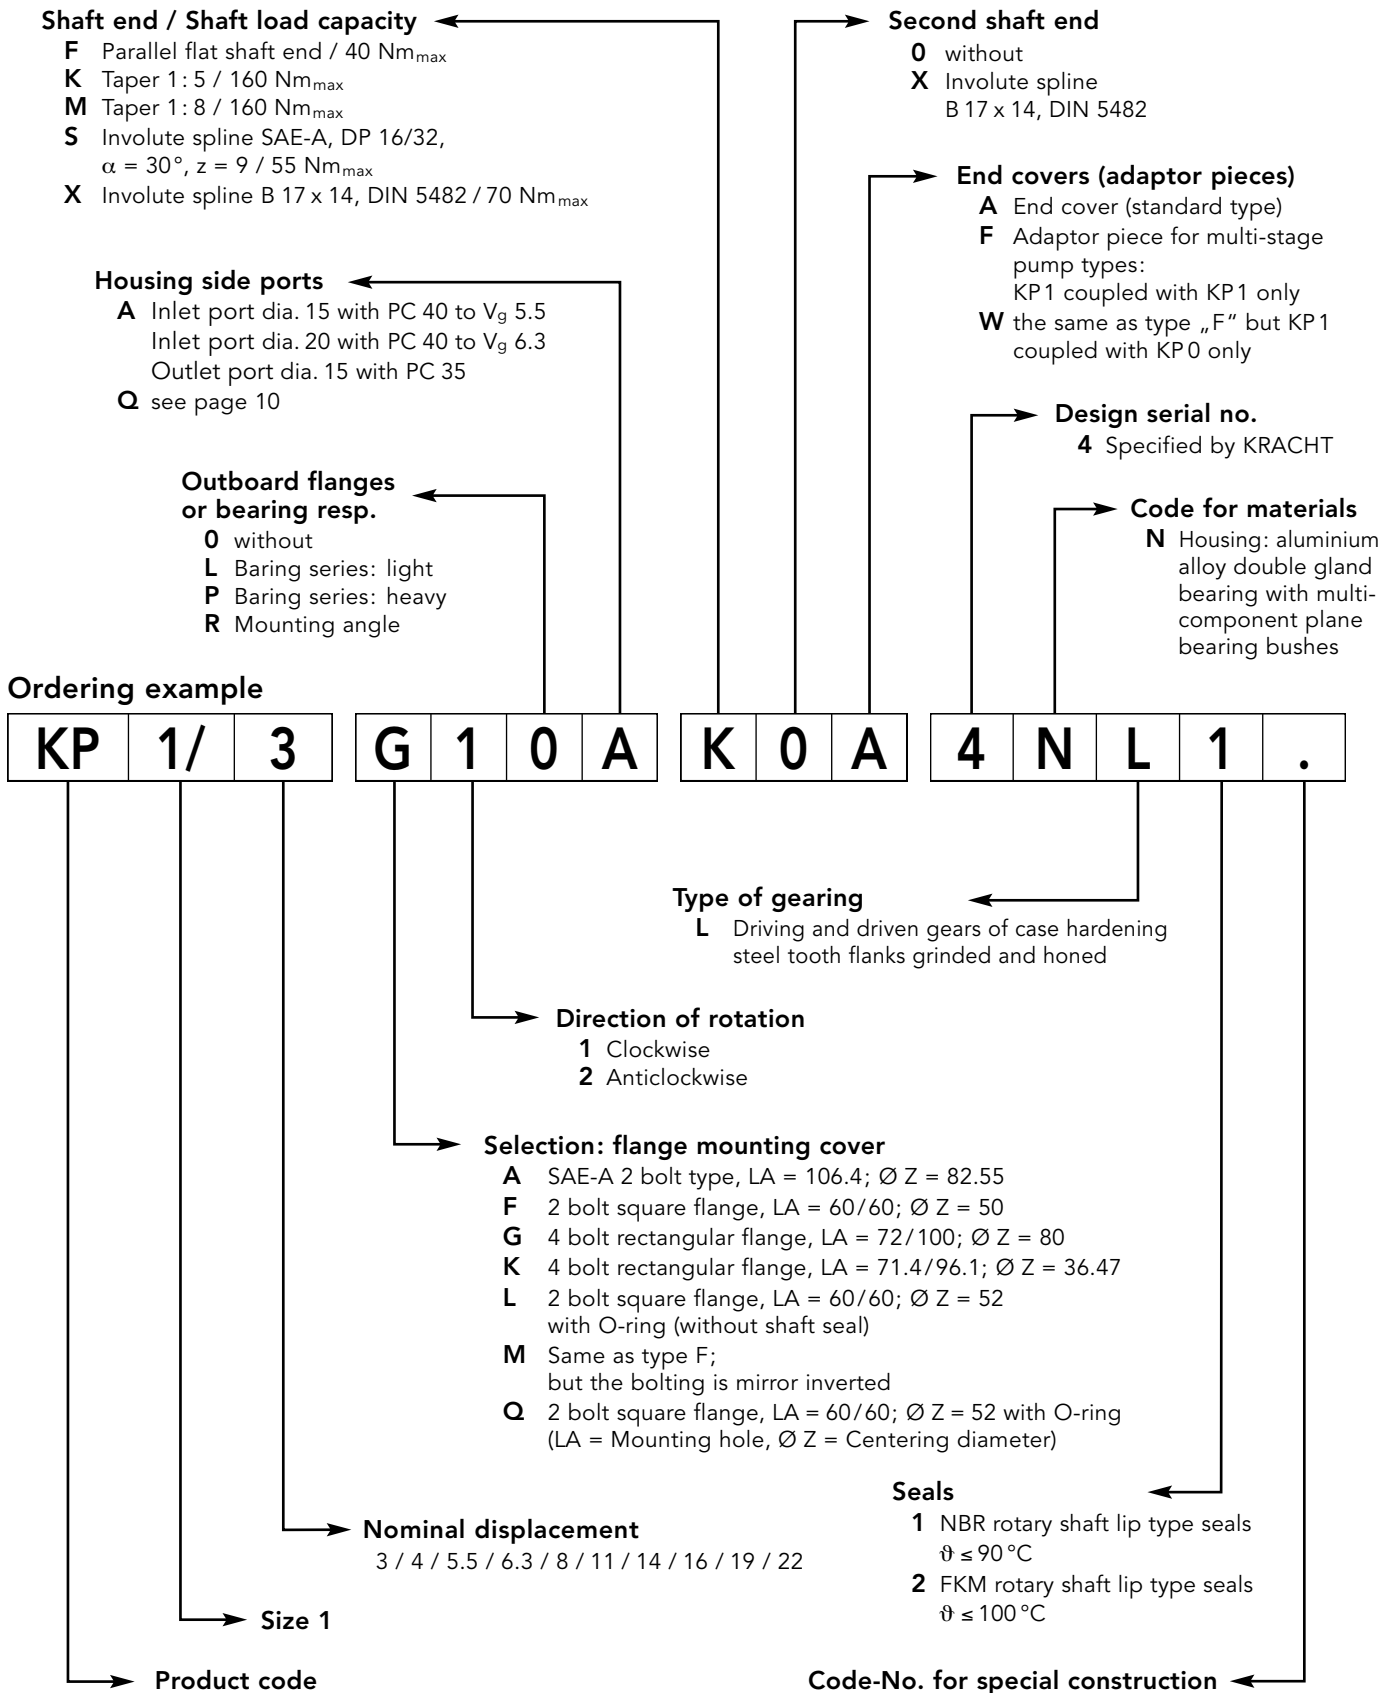 Shaft end / Shaft load capacity
F Parallel flat shaft end / 40 Nmmax
K Taper 1: 5 / 160 Nmmax
M Taper 1: 8 / 160 Nmmax
S Involute spline SAE-A, DP 16/32,
α = 30°, z = 9 / 55 Nmmax
X Involute spline B 17 x 14, DIN 5482 / 70 Nmmax
Second shaft end
0 without
X Involute spline
B 17 x 14, DIN 5482
End covers (adaptor pieces)
A End cover (standard type)
F Adaptor piece for multi-stage
pump types:
KP1 coupled with KP1 only
W the same as type „F“ but KP1
coupled with KP0 only
Housing side ports
A Inlet port dia. 15 with PC 40 to Vg 5.5
Inlet port dia. 20 with PC 40 to Vg 6.3
Outlet port dia. 15 with PC 35
Q see page 10
Design serial no.
4 Specified by KRACHT
Outboard flanges
or bearing resp.
0 without
L Baring series: light
P Baring series: heavy
R Mounting angle
Code for materials
N Housing: aluminium
alloy double gland
bearing with multi-
component plane
bearing bushes
Ordering example
KP 1/ 3 G 1 0 A K 0 A 4 N L 1 .
Type of gearing
L Driving and driven gears of case hardening
steel tooth flanks grinded and honed
Direction of rotation
1 Clockwise
2 Anticlockwise
Selection: flange mounting cover
A SAE-A 2 bolt type, LA = 106.4; Ø Z = 82.55
F 2 bolt square flange, LA = 60/60; Ø Z = 50
G 4 bolt rectangular flange, LA = 72/100; Ø Z = 80
K 4 bolt rectangular flange, LA = 71.4/96.1; Ø Z = 36.47
L 2 bolt square flange, LA = 60/60; Ø Z = 52
with O-ring (without shaft seal)
M Same as type F;
but the bolting is mirror inverted
Q 2 bolt square flange, LA = 60/60; Ø Z = 52 with O-ring
(LA = Mounting hole, Ø Z = Centering diameter)
Seals
1 NBR rotary shaft lip type seals
ϑ ≤ 90 °C
2 FKM rotary shaft lip type seals
ϑ ≤ 100 °C
Nominal displacement
3 / 4 / 5.5 / 6.3 / 8 / 11 / 14 / 16 / 19 / 22
Size 1
Product code
Code-No. for special construction